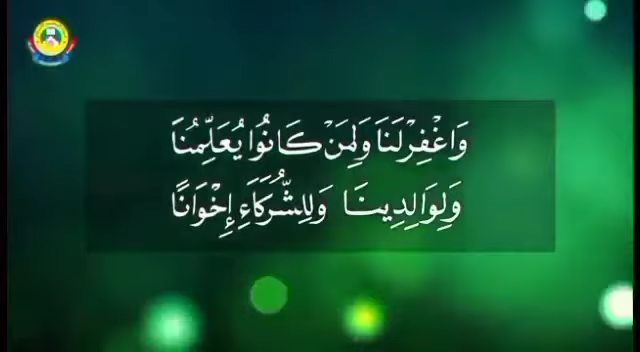 وَاغْفِرْلَنَا وَلِمَنْ كَانُوا يُعَلِّمُنَا
وَلِوَالِدِينَا وَلِلشُّرَكَاءِ إِخْوَانًا